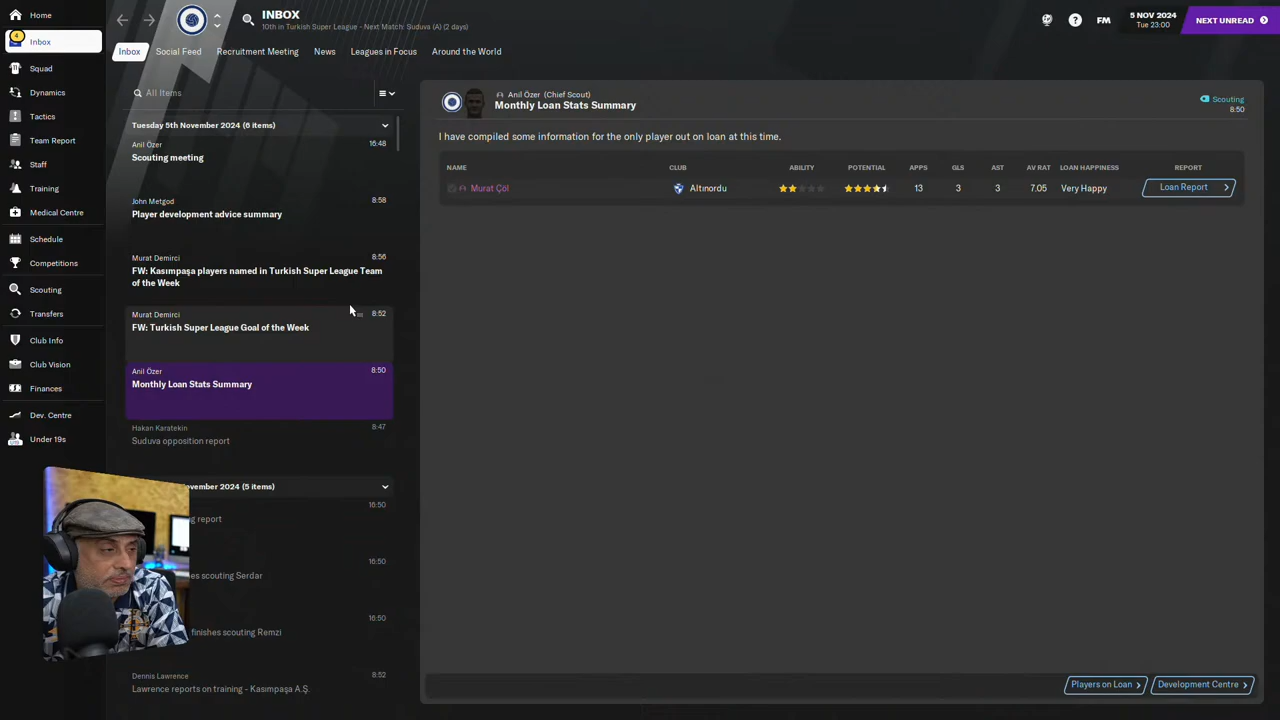 Home
INBOX
10th in Turkish Super League - Next Match: Suduva (A) (2 days)
FM
5 NOV 2024
Tue 23:00
NEXT UNREAD
4
Inbox
Squad
Dynamics
Tactics
Team Report
Staff
Training
Medical Centre
Schedule
Competitions
Scouting
Transfers
Club Info
Club Vision
Finances
Dev. Centre
Under 19s
Inbox
Social Feed
Recruitment Meeting
News
Leagues in Focus
Around the World
All Items
Tuesday 5th November 2024 (6 items)
Anil Özer 16:48
Scouting meeting
John Metgod 8:58
Player development advice summary
Murat Demirci 8:56
FW: Kasımpaşa players named in Turkish Super League Team
of the Week
Murat Demirci 8:52
FW: Turkish Super League Goal of the Week
Anil Özer 8:50
Monthly Loan Stats Summary
Hakan Karatekin 8:47
Suduva opposition report
November 2024 (5 items)
16:50
report
16:50
scouting Serdar
16:50
finishes scouting Remzi
Dennis Lawrence 8:52
Lawrence reports on training - Kasımpaşa A.Ş.
Anil Özer (Chief Scout)
Monthly Loan Stats Summary
Scouting
8:50
I have compiled some information for the only player out on loan at this time.
NAME CLUB ABILITY POTENTIAL APPS GLS AST AV RAT LOAN HAPPINESS REPORT
Murat Çöl Altınordu 13 3 3 7.05 Very Happy Loan Report
Players on Loan
Development Centre